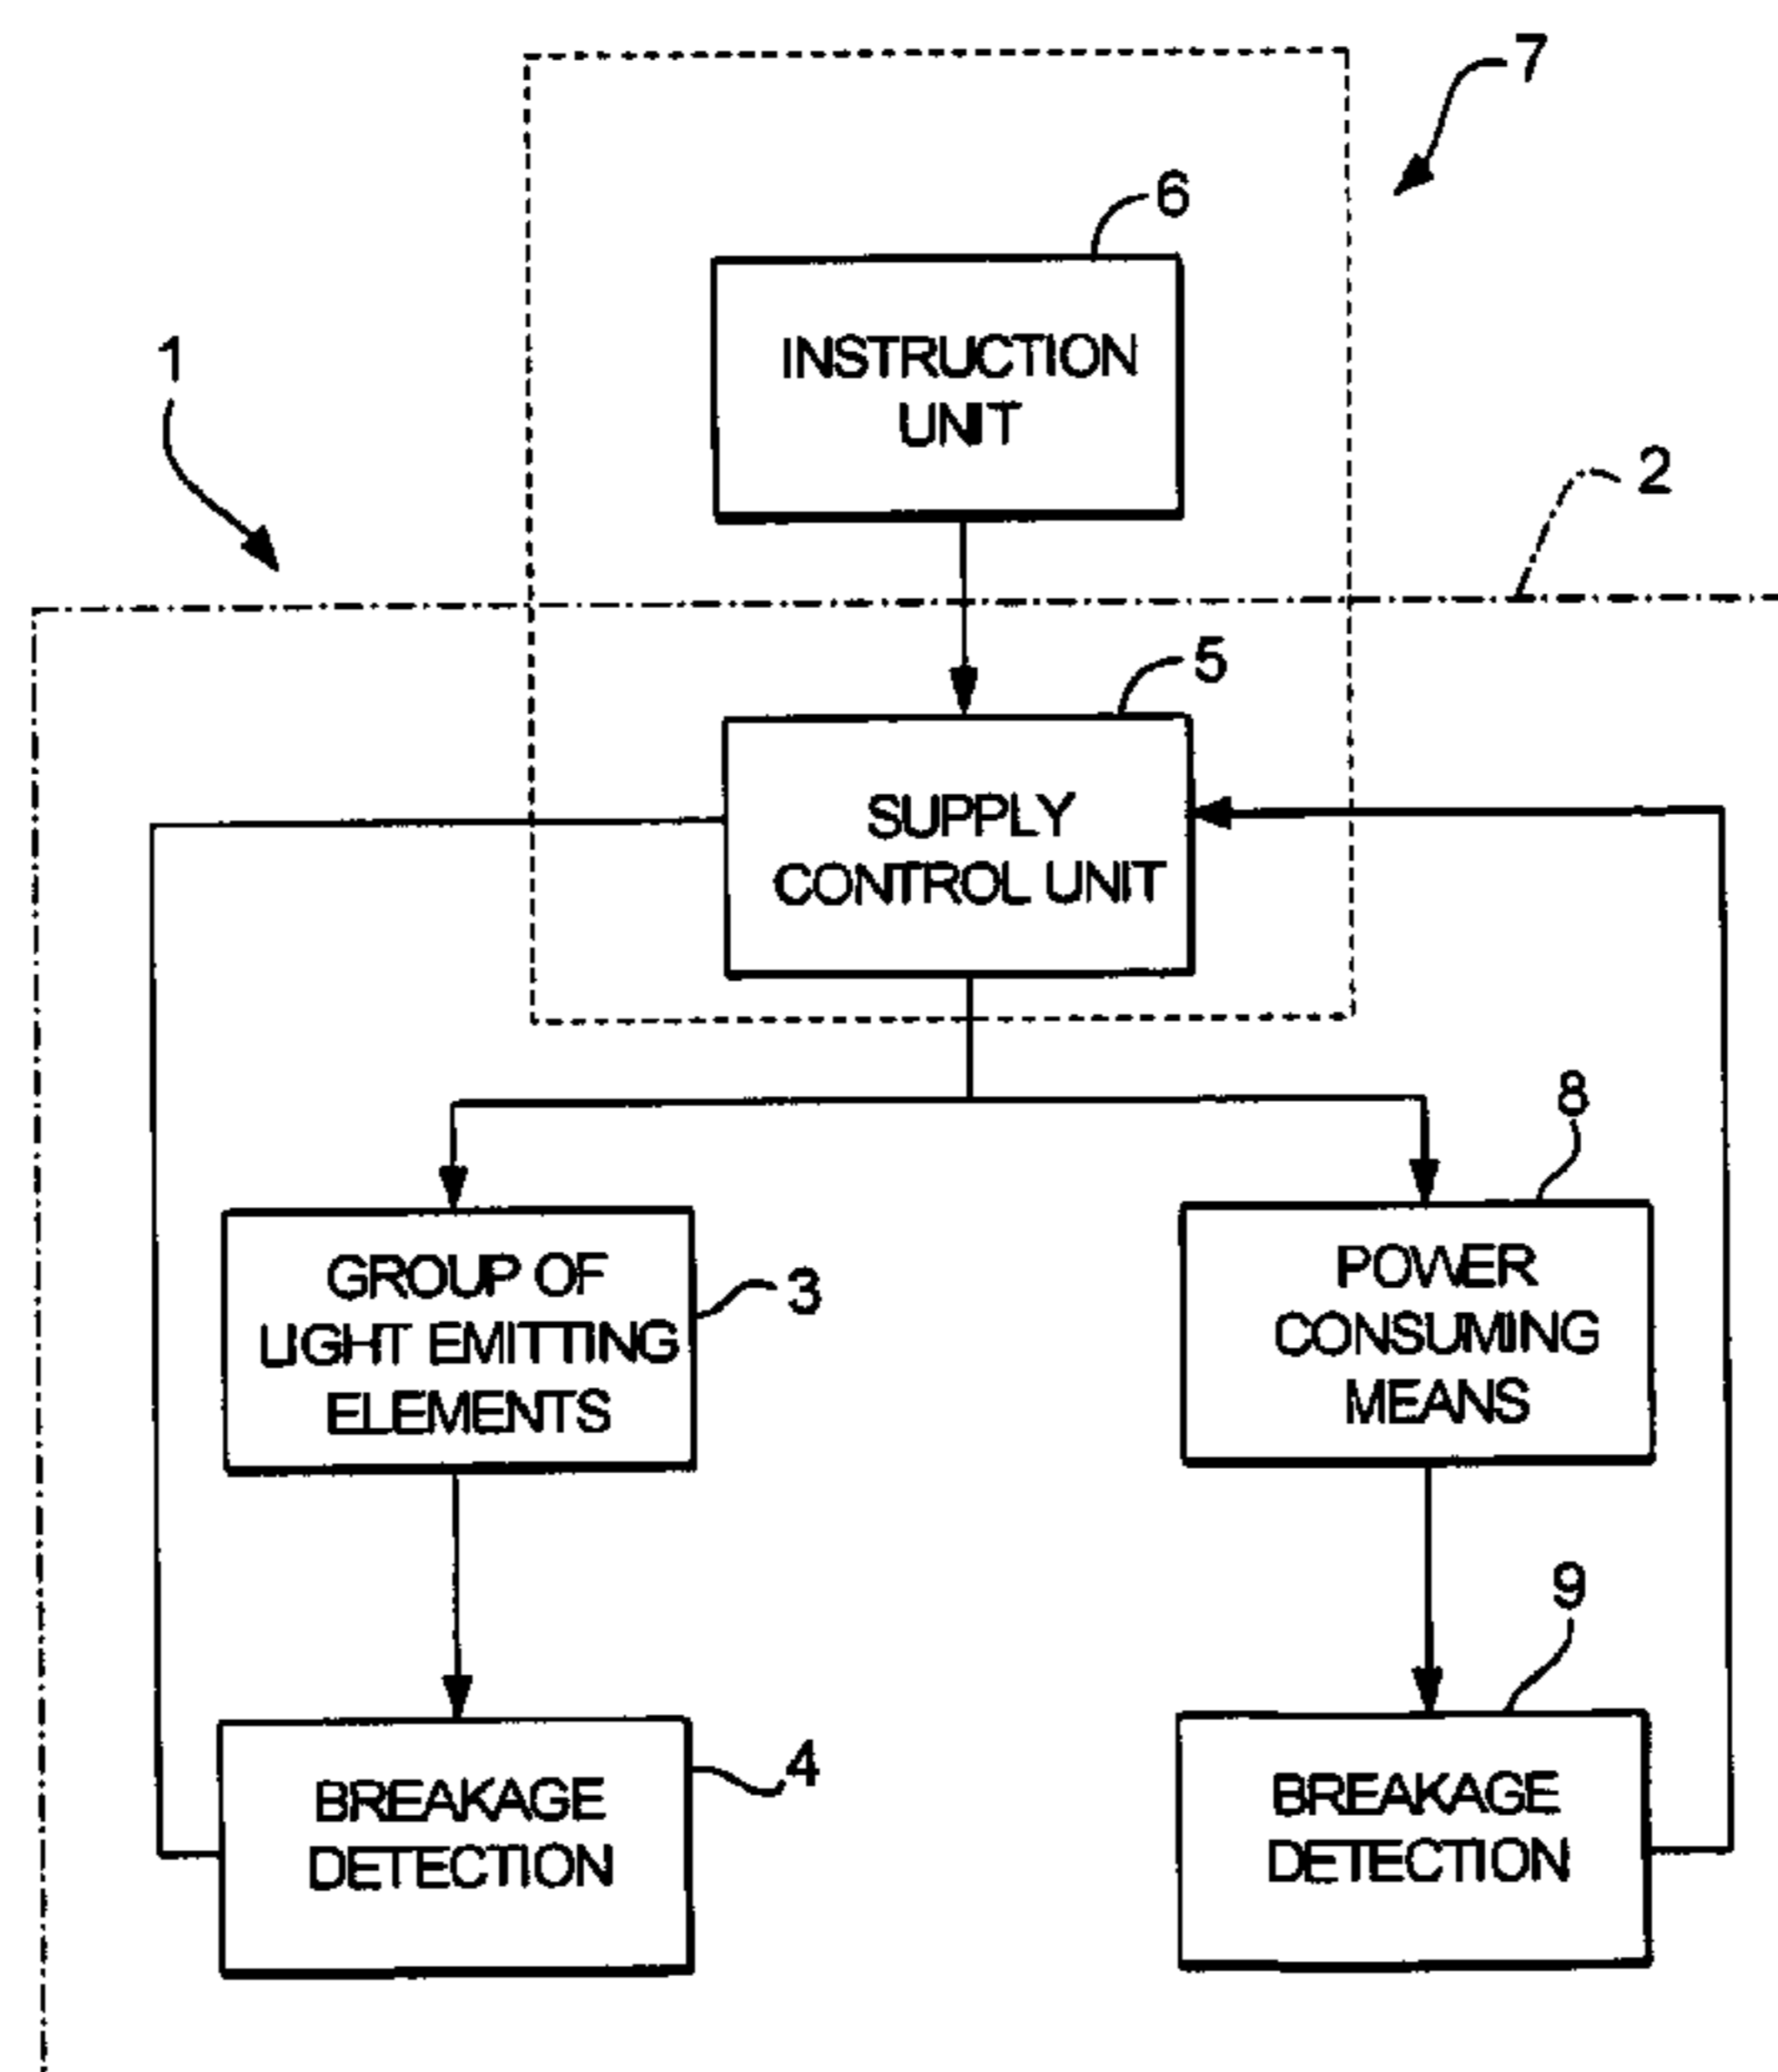 7
6
INSTRUCTION
UNIT
1
2
5
SUPPLY
CONTROL UNIT
8
GROUP OF
LIGHT EMITTING
ELEMENTS
3
POWER
CONSUMING
MEANS
9
BREAKAGE
DETECTION
4
BREAKAGE
DETECTION